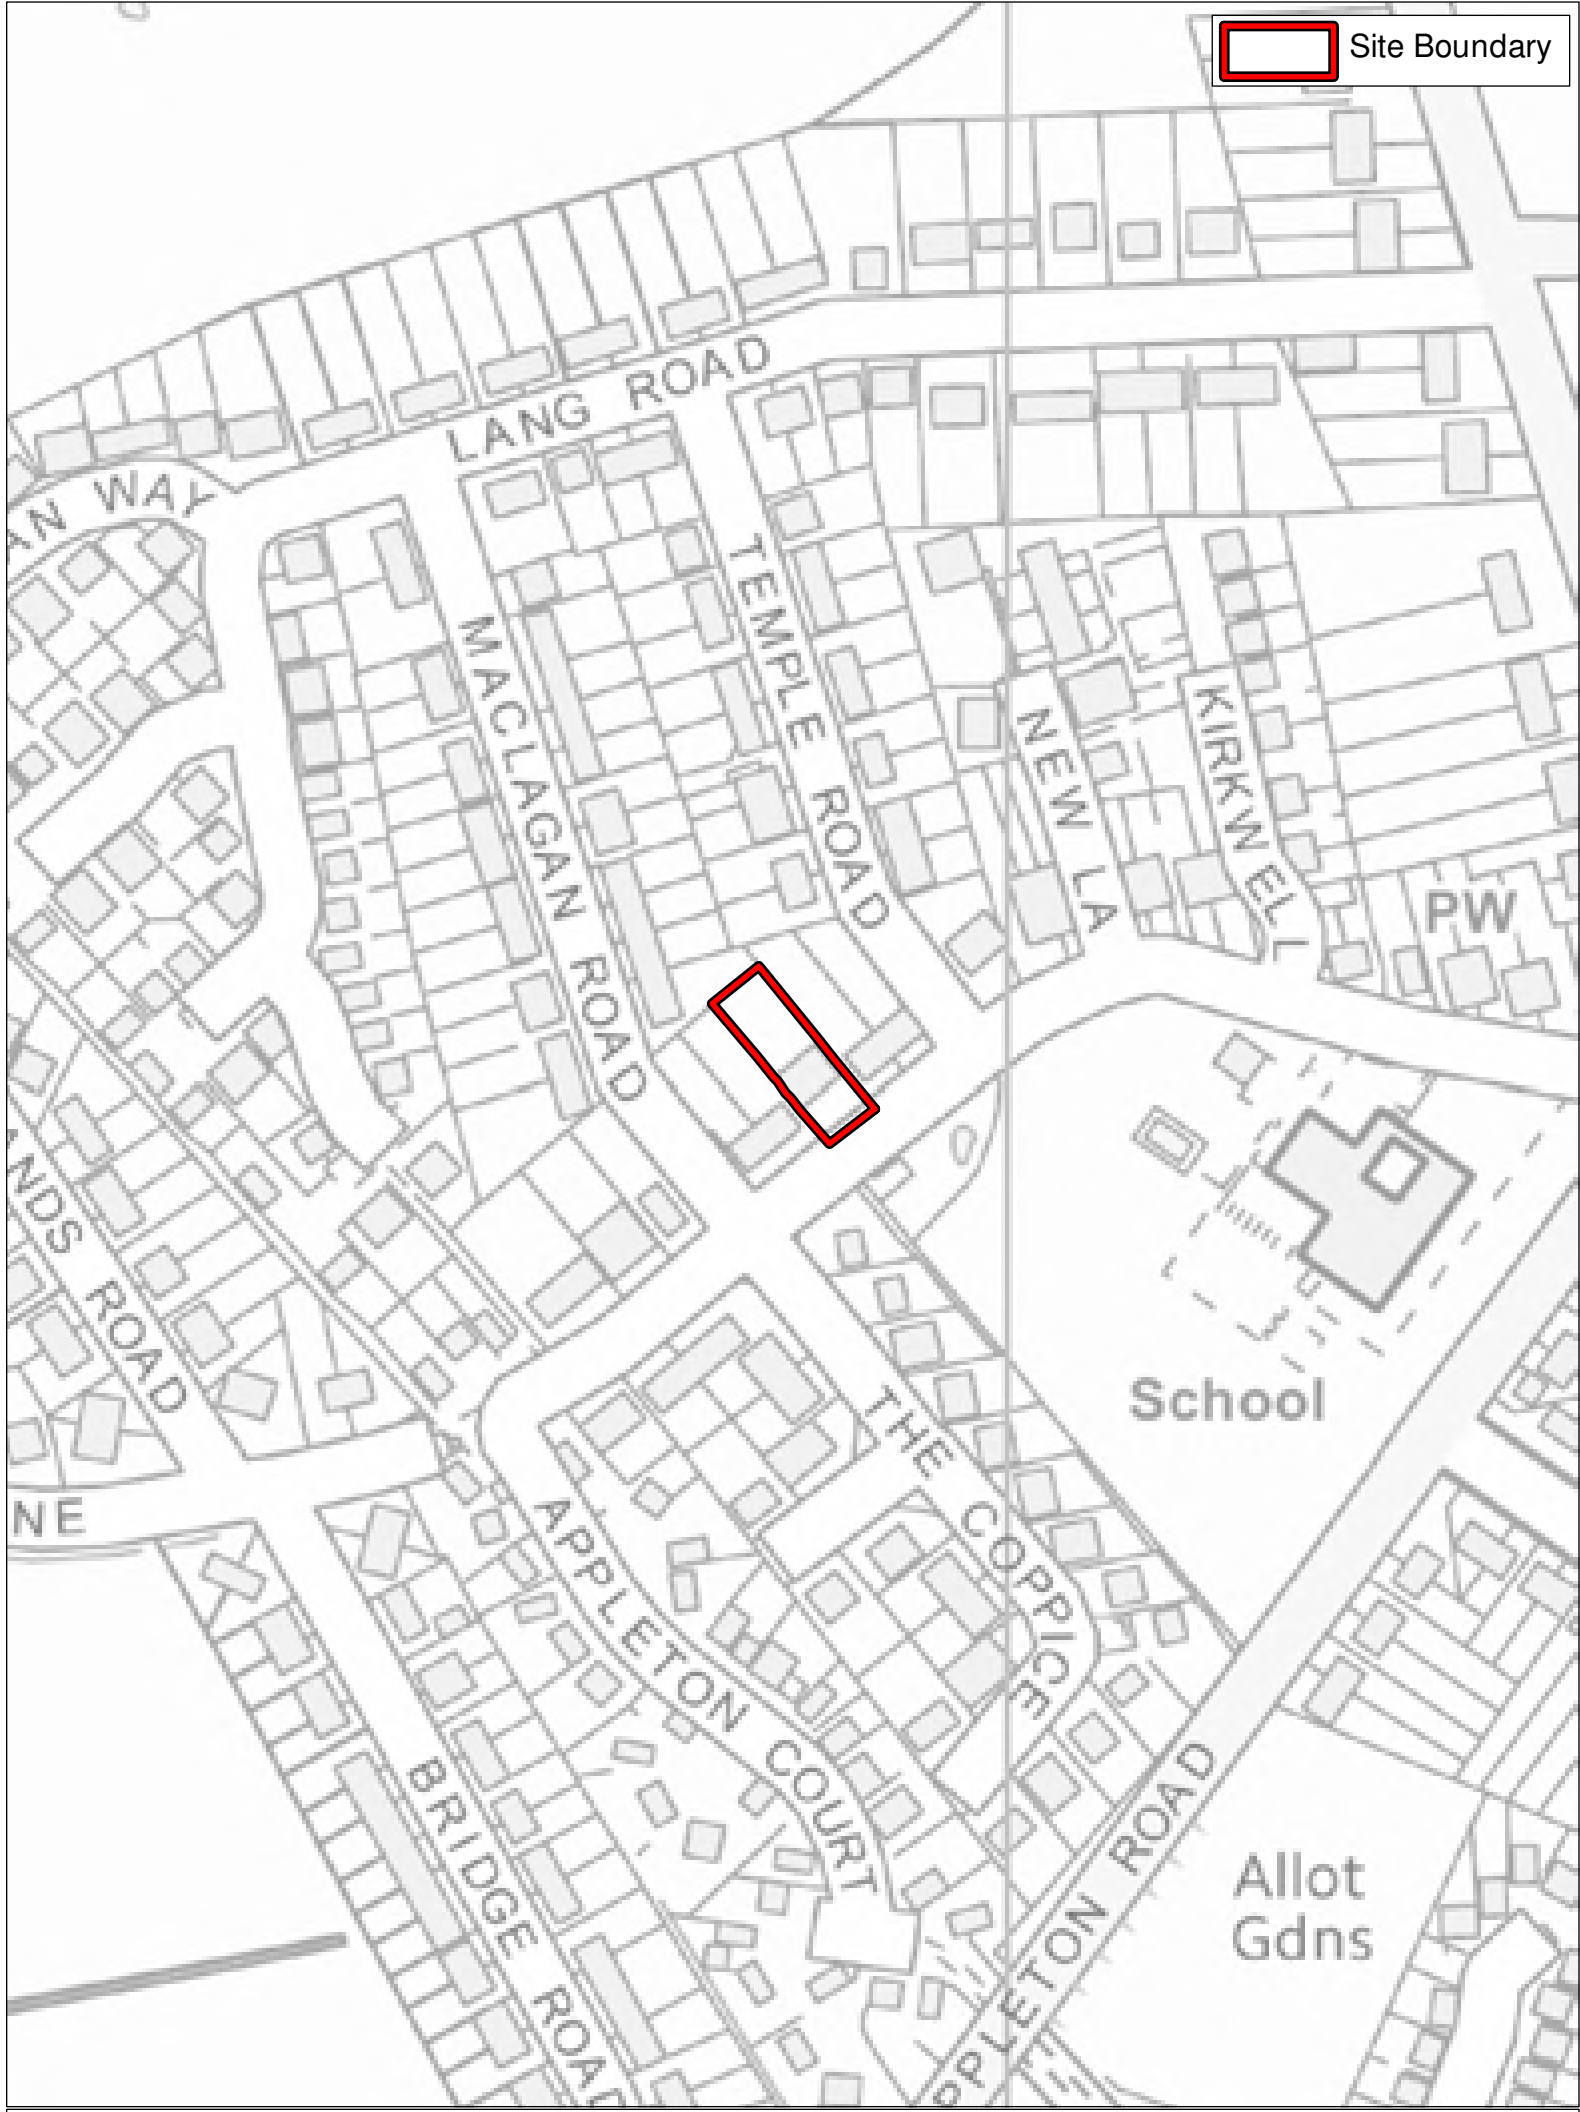 Site Boundary
LANG ROAD
AN WAY
TEMPLE ROAD
MACLAGAN ROAD
NEW LA
KIRKWELL
PW
NDS ROAD
School
THE COPPICE
NE
APPLETON COURT
BRIDGE ROAD
PPLETON ROAD
Allot
Gdns